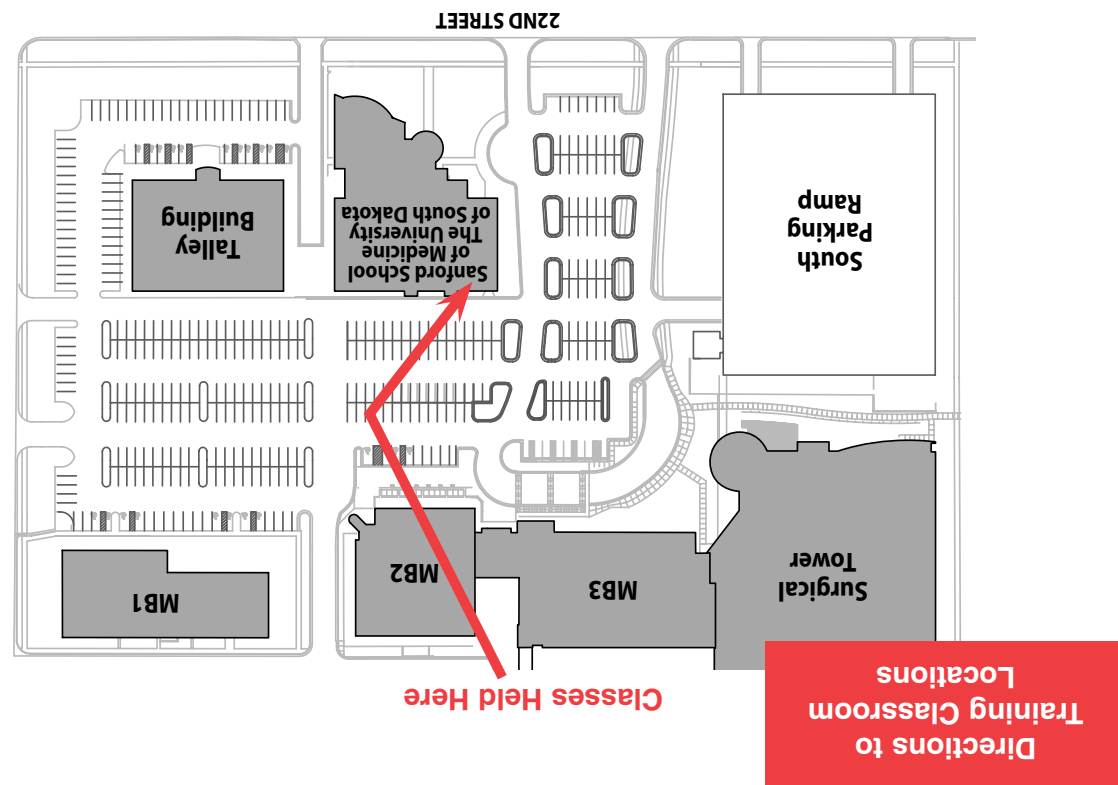 Directions to
Training Classroom
Locations
Classes Held Here
Surgical
Tower
MB3
MB2
MB1
South
Parking
Ramp
Sanford School
of Medicine
The University
of South Dakota
Talley
Building
22ND STREET